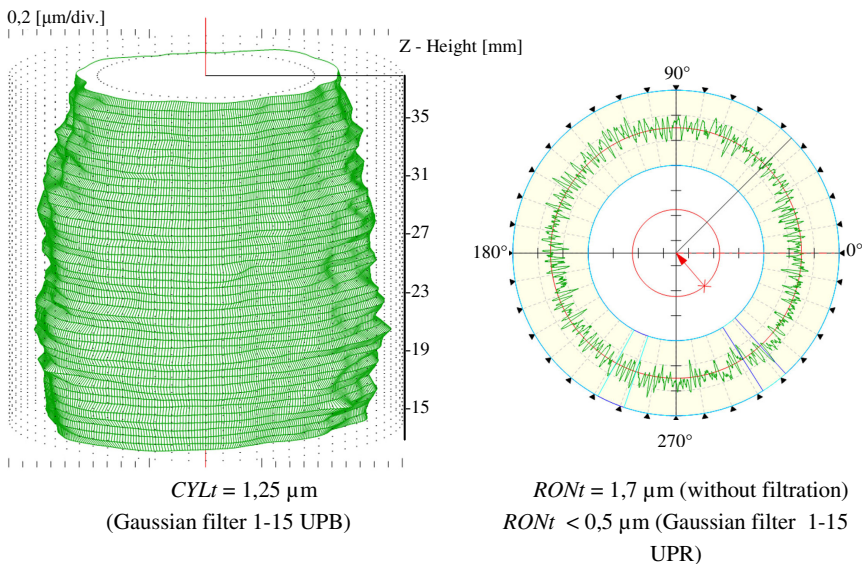 0,2 [µm/div.]
Z - Height [mm]
35
31
27
23
19
15
90°
180°
0°
270°
CYLt = 1,25 µm
(Gaussian filter 1-15 UPB)
RONt = 1,7 µm (without filtration)
RONt < 0,5 µm (Gaussian filter 1-15
UPR)